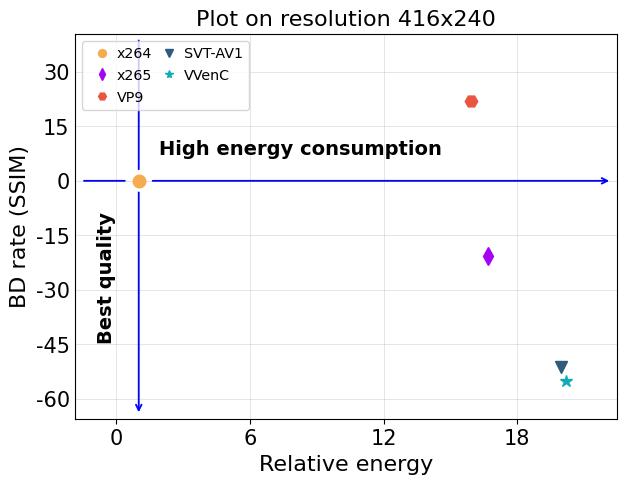 Plot on resolution 416x240
x264
x265
VP9
SVT-AV1
VVenC
High energy consumption
Best quality
BD rate (SSIM)
30
15
0
-15
-30
-45
-60
0 6 12 18
Relative energy